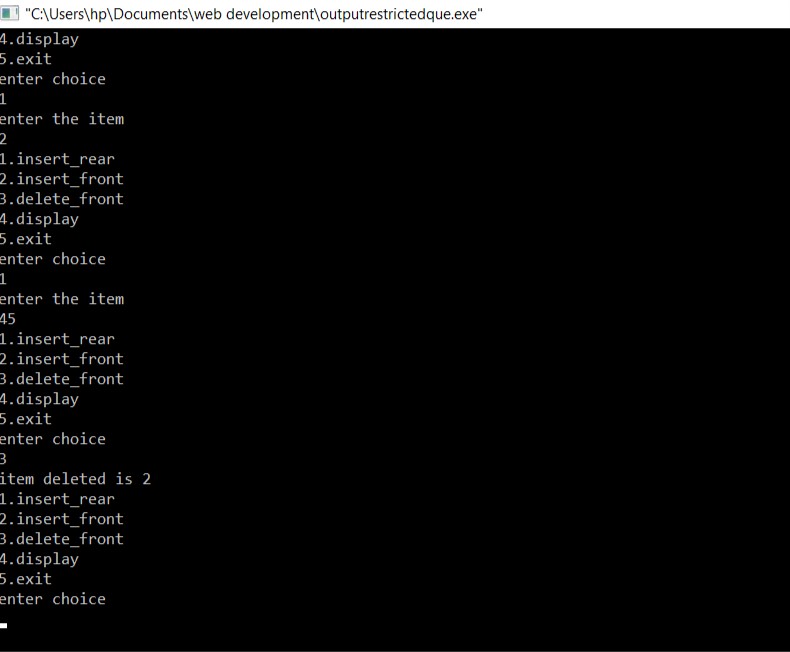 "C:\Users\hp\Documents\web development\outputrestrictedque.exe"
4.display
5.exit
enter choice
1
enter the item
2
1.insert_rear
2.insert_front
3.delete_front
4.display
5.exit
enter choice
1
enter the item
45
1.insert_rear
2.insert_front
3.delete_front
4.display
5.exit
enter choice
3
item deleted is 2
1.insert_rear
2.insert_front
3.delete_front
4.display
5.exit
enter choice